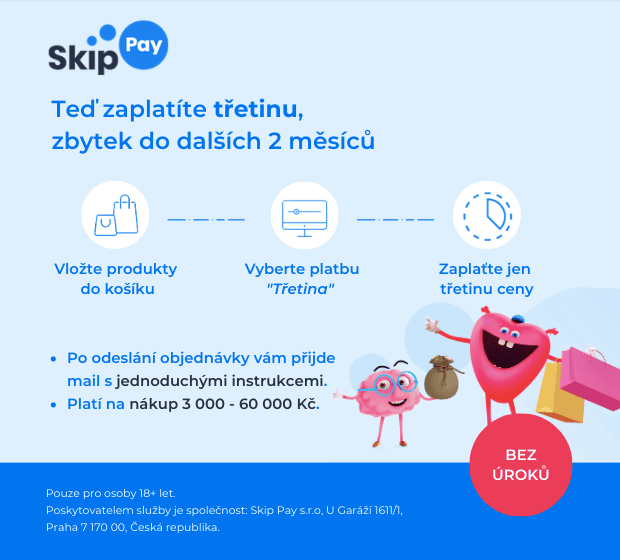 Skip Pay
Teď zaplatíte třetinu,
zbytek do dalších 2 měsíců
Vložte produkty
do košíku
Vyberte platbu
"Třetina"
Zaplaťte jen
třetinu ceny
• Po odeslání objednávky vám přijde
mail s jednoduchými instrukcemi.
• Platí na nákup 3 000 - 60 000 Kč.
BEZ
ÚROKŮ
Pouze pro osoby 18+ let.
Poskytovatelem služby je společnost: Skip Pay s.r.o, U Garáží 1611/1,
Praha 7 170 00, Česká republika.